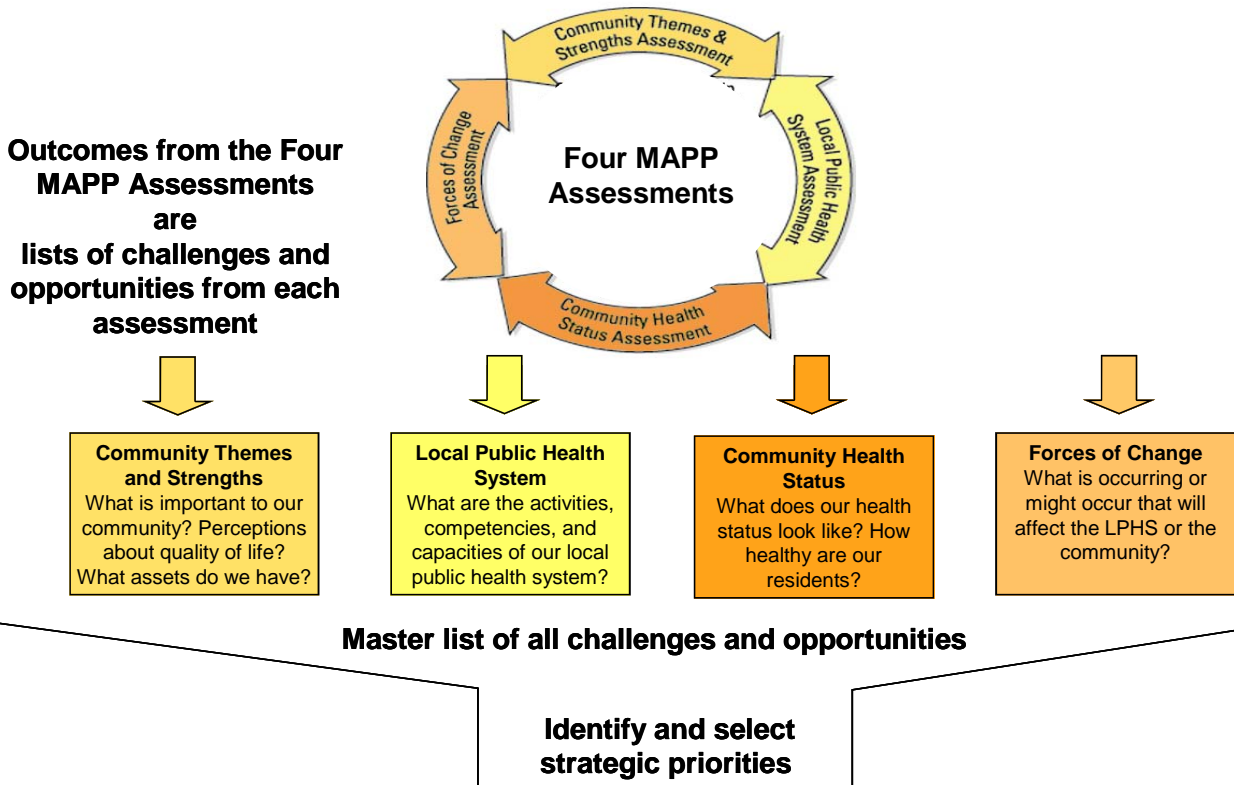 Community Themes &
Strengths Assessment
Local Public Health
System Assessment
Forces of Change
Assessment
Four MAPP
Assessments
Community Health
Status Assessment
Outcomes from the Four
MAPP Assessments
are
lists of challenges and
opportunities from each
assessment
Community Themes
and Strengths
What is important to our
community? Perceptions
about quality of life?
What assets do we have?
Local Public Health
System
What are the activities,
competencies, and
capacities of our local
public health system?
Community Health
Status
What does our health
status look like? How
healthy are our
residents?
Forces of Change
What is occurring or
might occur that will
affect the LPHS or the
community?
Master list of all challenges and opportunities
Identify and select
strategic priorities